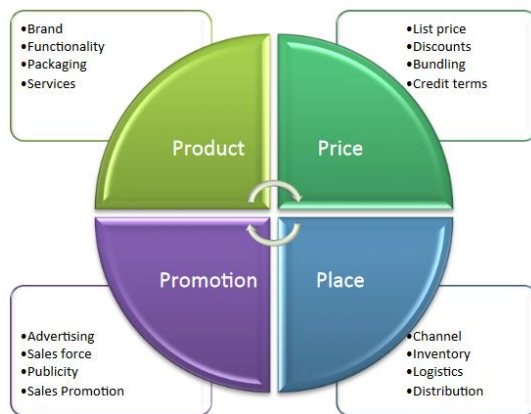 •Brand
•Functionality
•Packaging
•Services
•List price
•Discounts
•Bundling
•Credit terms
Product
Price
Promotion
Place
•Advertising
•Sales force
•Publicity
•Sales Promotion
•Channel
•Inventory
•Logistics
•Distribution